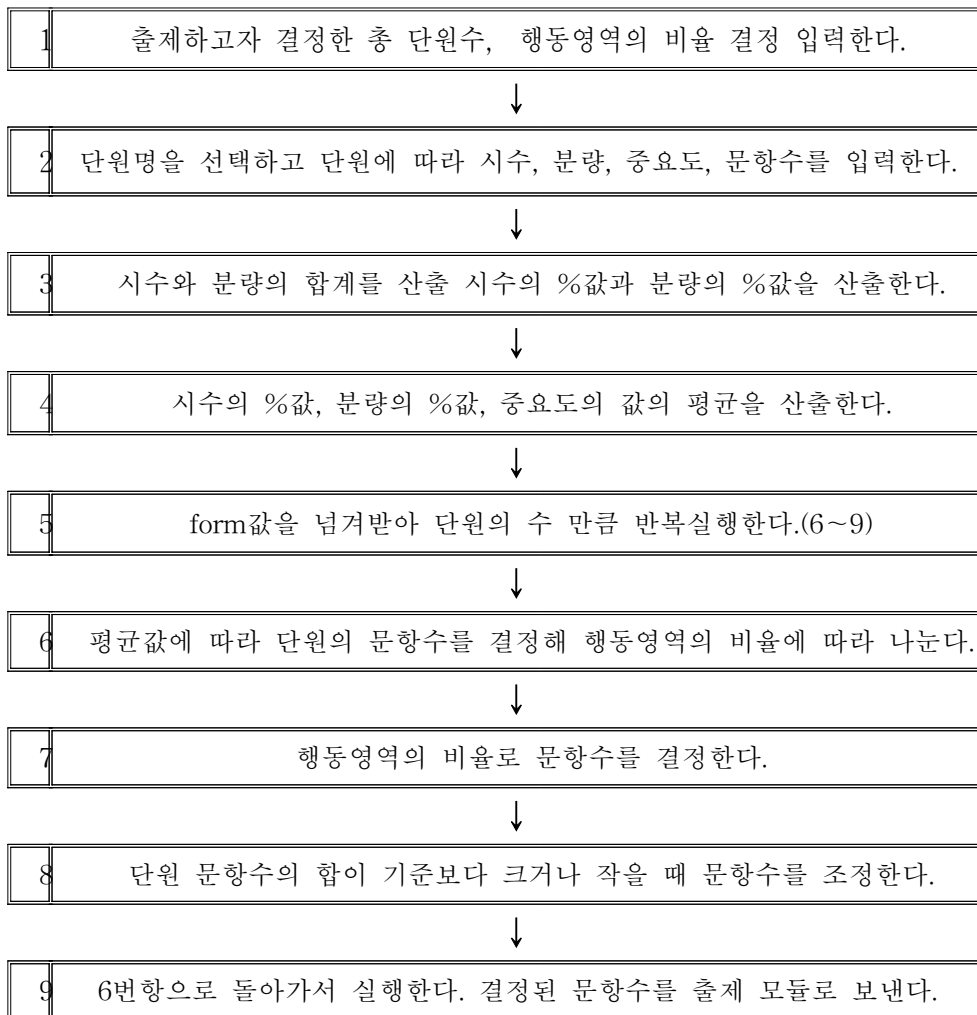 1 출제하고자 결정한 총 단원수, 행동영역의 비율 결정 입력한다.
↓
2 단원명을 선택하고 단원에 따라 시수, 분량, 중요도, 문항수를 입력한다.
↓
3 시수와 분량의 합계를 산출 시수의 %값과 분량의 %값을 산출한다.
↓
4 시수의 %값, 분량의 %값, 중요도의 값의 평균을 산출한다.
↓
5 form값을 넘겨받아 단원의 수 만큼 반복실행한다.(6~9)
↓
6 평균값에 따라 단원의 문항수를 결정해 행동영역의 비율에 따라 나눈다.
↓
7 행동영역의 비율로 문항수를 결정한다.
↓
8 단원 문항수의 합이 기준보다 크거나 작을 때 문항수를 조정한다.
↓
9 6번항으로 돌아가서 실행한다. 결정된 문항수를 출제 모듈로 보낸다.